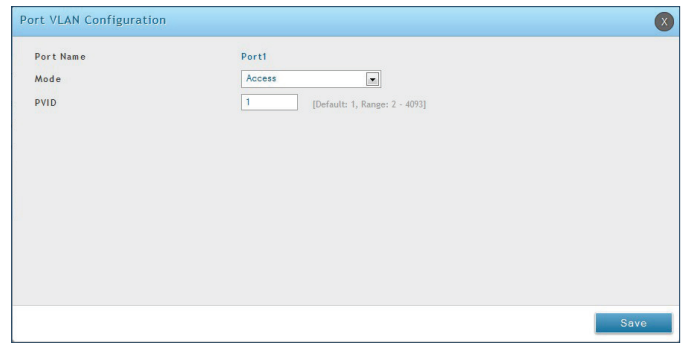 Port VLAN Configuration
X
Port Name Port1
Mode Access
PVID 1 [Default: 1, Range: 2 - 4093]
Save